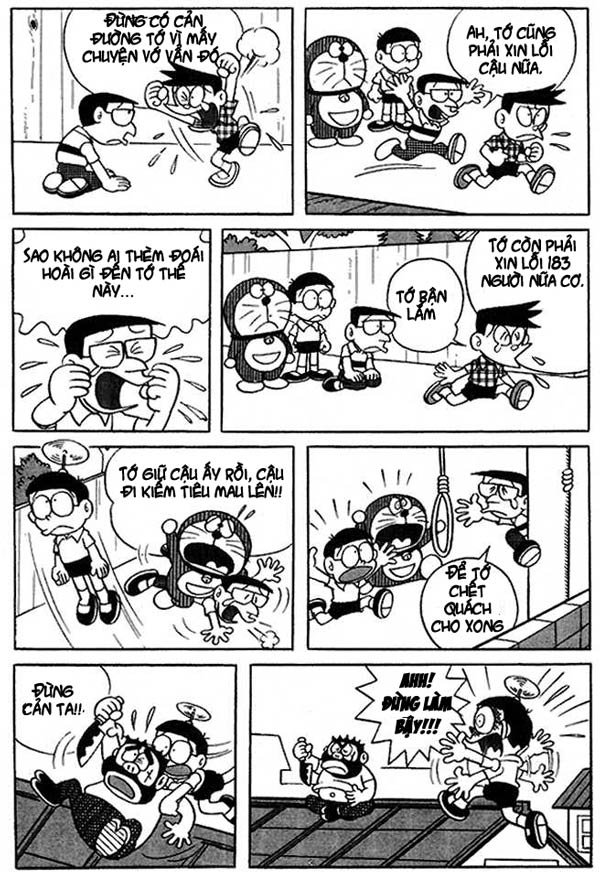 ĐỪNG CÓ CẢN
ĐƯỜNG TỚ VÌ MẤY
CHUYỆN VỚ VẨN ĐÓ
AH, TỚ CŨNG
PHẢI XIN LỖI
CẬU NỮA.
SAO KHÔNG AI THÈM ĐOÁI
HOÀI GÌ ĐẾN TỚ THẾ
NÀY...
TỚ BẬN
LẮM
TỚ CÒN PHẢI
XIN LỖI 183
NGƯỜI NỮA CƠ.
TỚ GIỮ CẬU ẤY RỒI, CẬU
ĐI KIẾM TIÊU MAU LÊN!!
ĐỂ TỚ
CHẾT
QUÁCH
CHO XONG
ĐỪNG
CẢN TA!!
AHH!
ĐỪNG LÀM
BẬY!!!